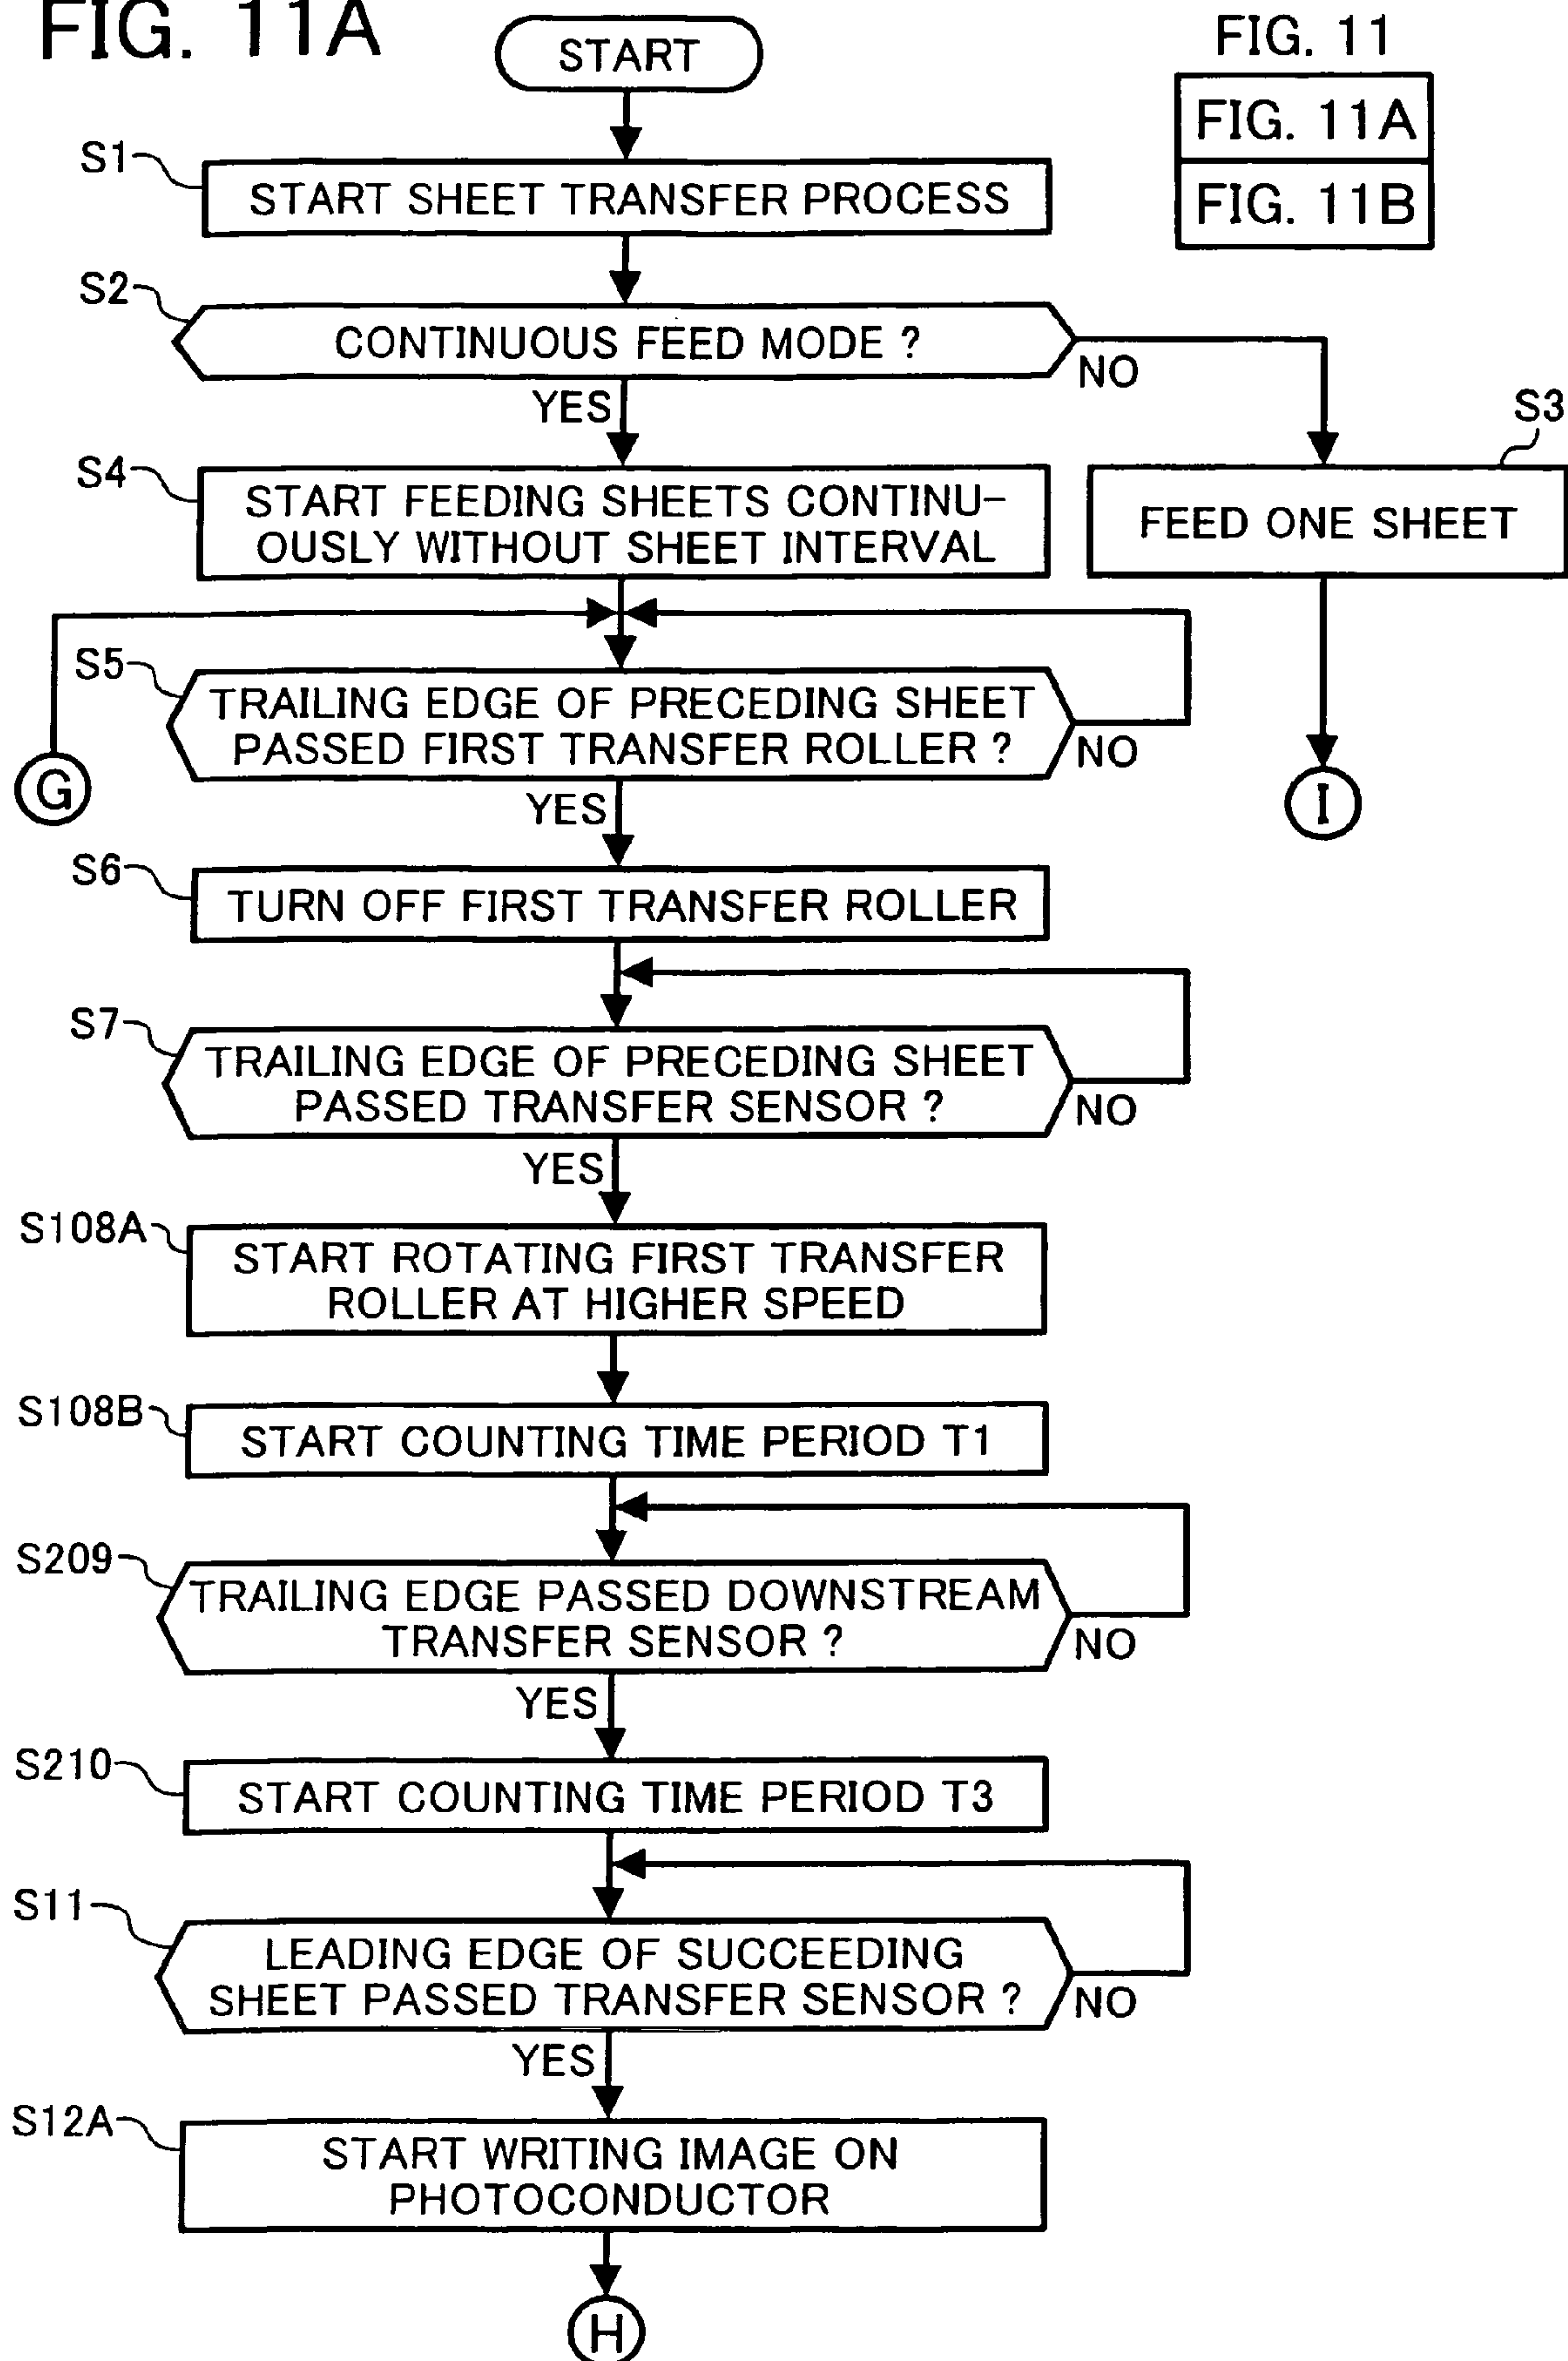 FIG. 11A
FIG. 11
FIG. 11A
FIG. 11B
START
S1
START SHEET TRANSFER PROCESS
S2
CONTINUOUS FEED MODE ?
NO
YES
S3
FEED ONE SHEET
I
S4
START FEEDING SHEETS CONTINU-
OUSLY WITHOUT SHEET INTERVAL
G
S5
TRAILING EDGE OF PRECEDING SHEET
PASSED FIRST TRANSFER ROLLER ?
NO
YES
S6
TURN OFF FIRST TRANSFER ROLLER
S7
TRAILING EDGE OF PRECEDING SHEET
PASSED TRANSFER SENSOR ?
NO
YES
S108A
START ROTATING FIRST TRANSFER
ROLLER AT HIGHER SPEED
S108B
START COUNTING TIME PERIOD T1
S209
TRAILING EDGE PASSED DOWNSTREAM
TRANSFER SENSOR ?
NO
YES
S210
START COUNTING TIME PERIOD T3
S11
LEADING EDGE OF SUCCEEDING
SHEET PASSED TRANSFER SENSOR ?
NO
YES
S12A
START WRITING IMAGE ON
PHOTOCONDUCTOR
H